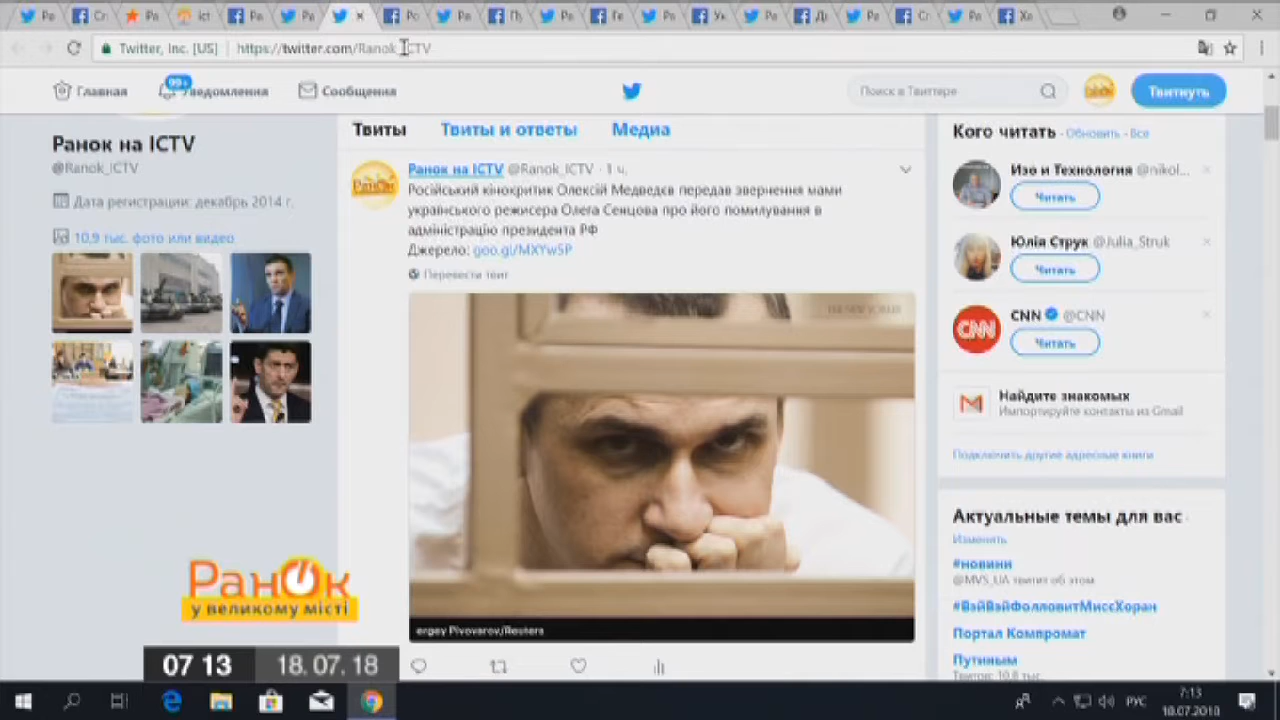 Twitter, Inc. [US]
https://twitter.com/Ranok_ICTV
Главная
99+
Уведомления
Сообщения
Поиск в Твиттере
Твитнуть
Ранок на ICTV
@Ranok_ICTV
Дата регистрации: декабрь 2014 г.
10,9 тыс. фото или видео
Твиты
Твиты и ответы
Медиа
Ранок на ICTV @Ranok_ICTV · 1 ч.
Російський кінокритик Олексій Медведєв передав звернення мами
українського режисера Олега Сенцова про його помилування в
адміністрацію президента РФ
Джерело: goo.gl/MXYwSP
Перевести твит
ergey Pivovarov/Reuters
Кого читать · Обновить · Все
Изо и Технология @nikol...
Читать
Юлія Струк @Julia_Struk
Читать
CNN
CNN @CNN
Читать
Найдите знакомых
Импортируйте контакты из Gmail
Подключить другие адресные книги
Актуальные темы для вас
Изменить
#новини
@MVS_UA твитит об этом
#ВэйВэйФолловитМиссХоран
Портал Компромат
Путиным
Твитов: 10,8 тыс.
Ранок
у великому місті
07 13
18.07.18
РУС
7:13
18.07.2018